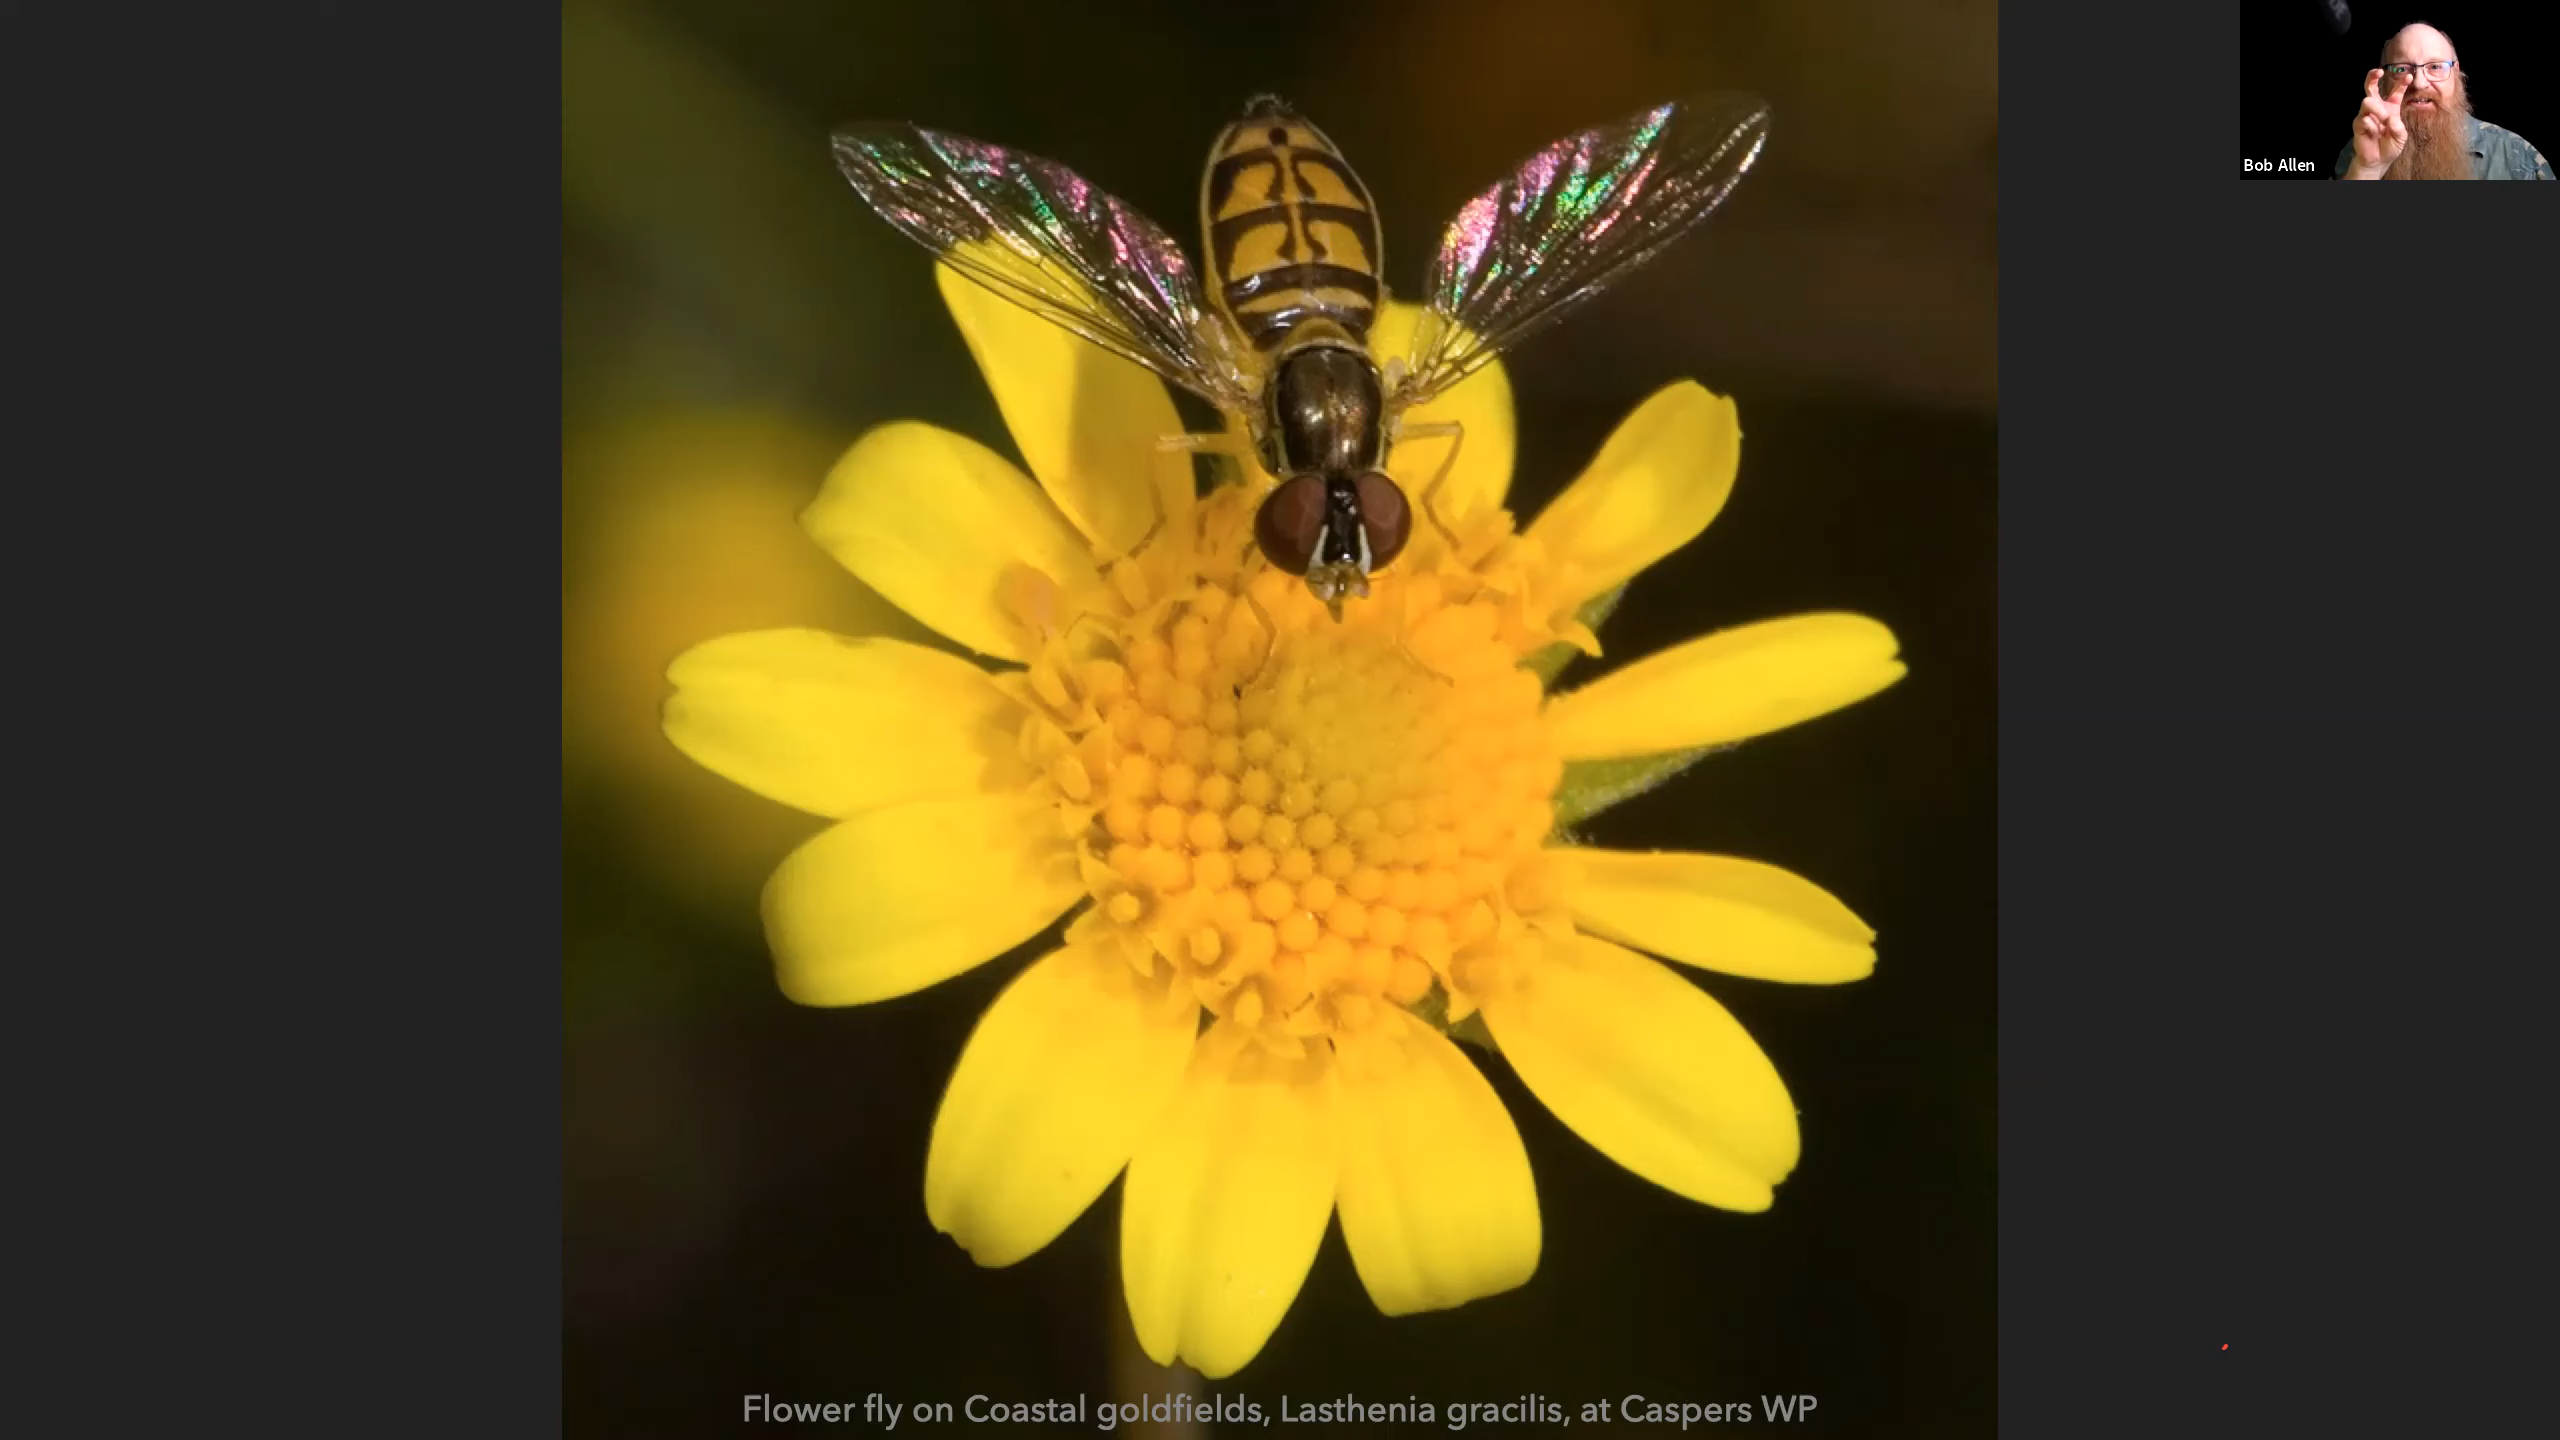 Bob Allen
Flower fly on Coastal goldfields, Lasthenia gracilis, at Caspers WP